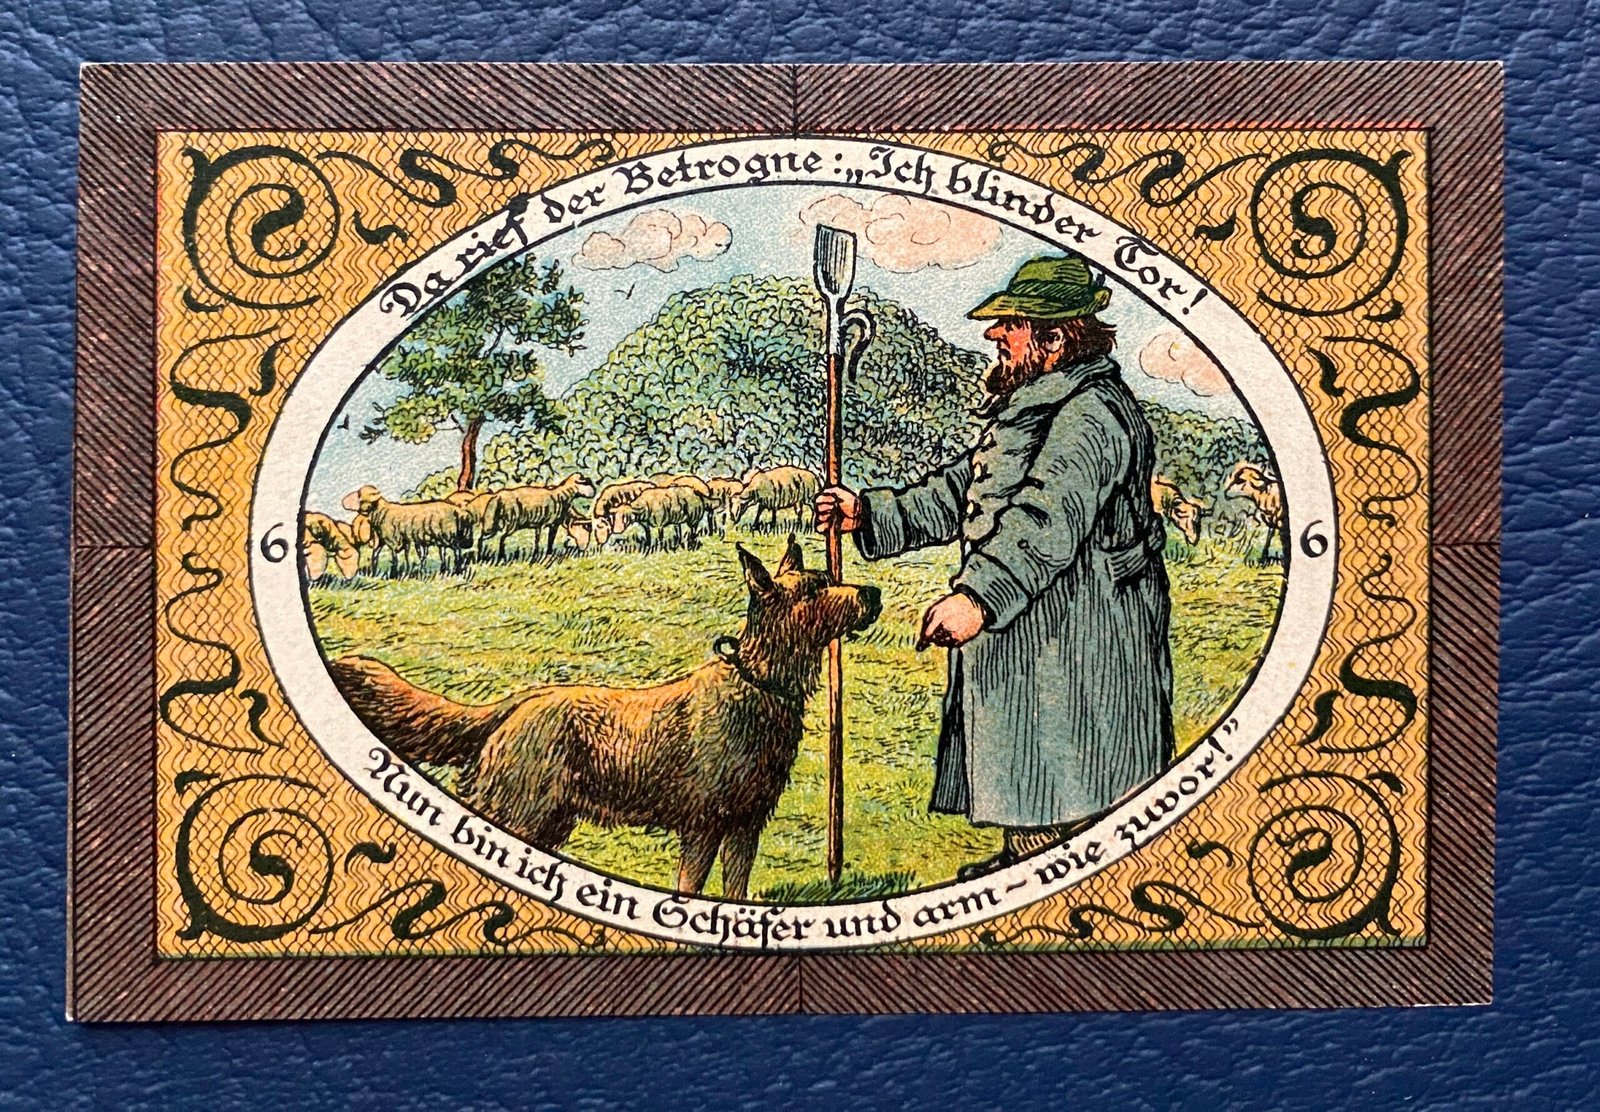 Da rief der Betrogne: „Ich blinder Tor!
6
6
Nun bin ich ein Schäfer und arm - wie zuvor!"